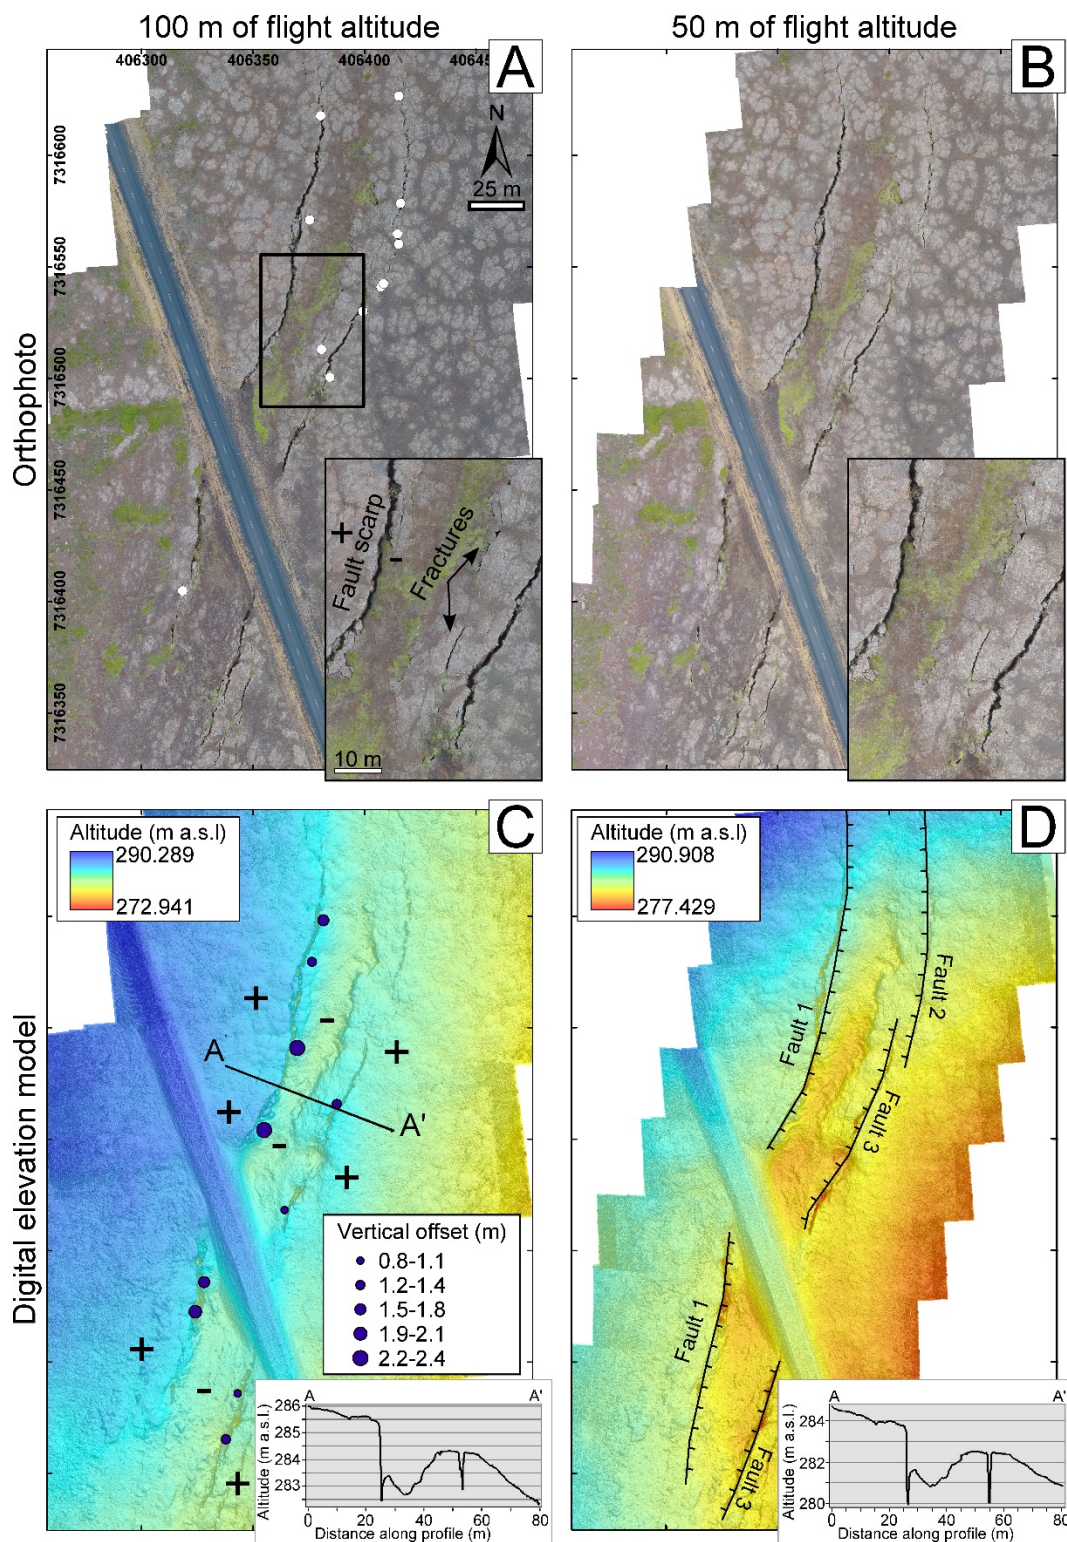 100 m of flight altitude
50 m of flight altitude
Orthophoto
A
406300
406350
406400
N
25 m
7316600
7316550
7316500
7316450
7316400
7316350
+
Fault scarp
-
Fractures
10 m
B
Digital elevation model
C
Altitude (m a.s.l)
290.289
272.941
+
-
+
A
A'
+
-
+
Vertical offset (m)
0.8-1.1
1.2-1.4
1.5-1.8
1.9-2.1
2.2-2.4
+
-
+
A
A'
Altitude (m a.s.l.)
286
285
284
283
0
20
40
60
80
Distance along profile (m)
D
Altitude (m a.s.l)
290.908
277.429
Fault 1
Fault 2
Fault 3
Fault 1
Fault 3
A
A'
Altitude (m a.s.l.)
284
282
280
0
20
40
60
80
Distance along profile (m)